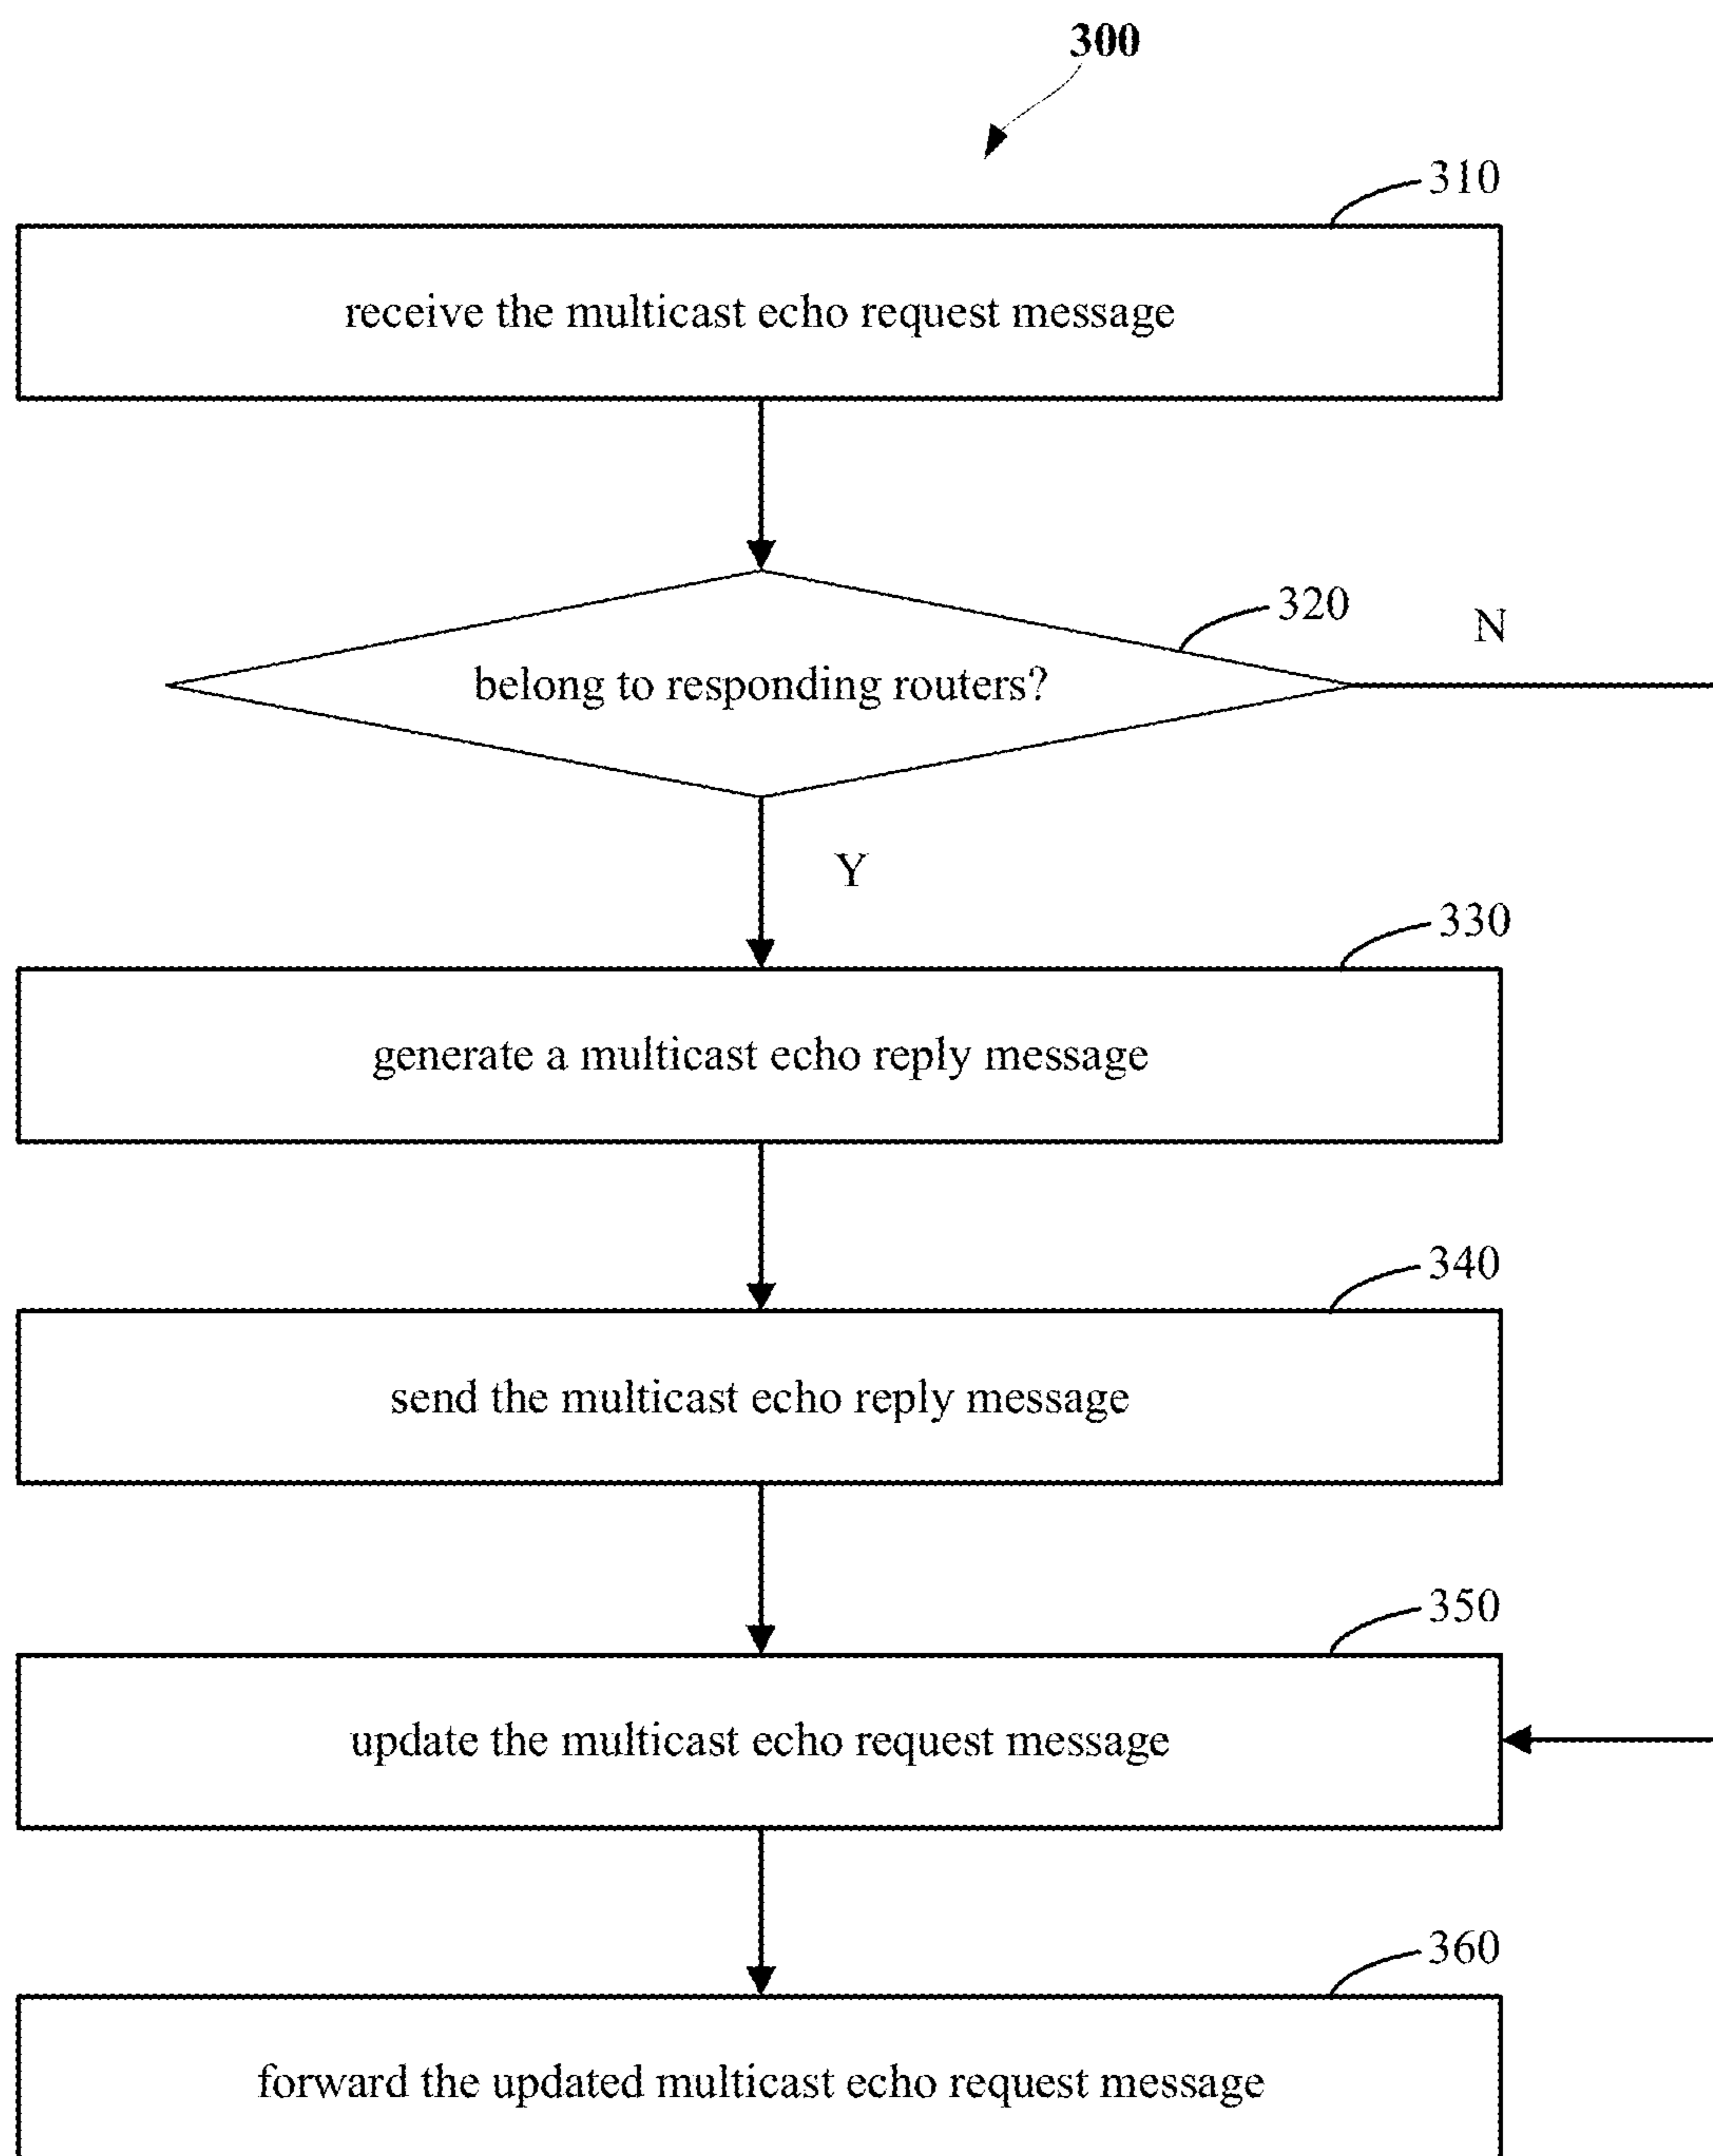 300
310
receive the multicast echo request message
320
N
belong to responding routers?
Y
330
generate a multicast echo reply message
340
send the multicast echo reply message
350
update the multicast echo request message
360
forward the updated multicast echo request message